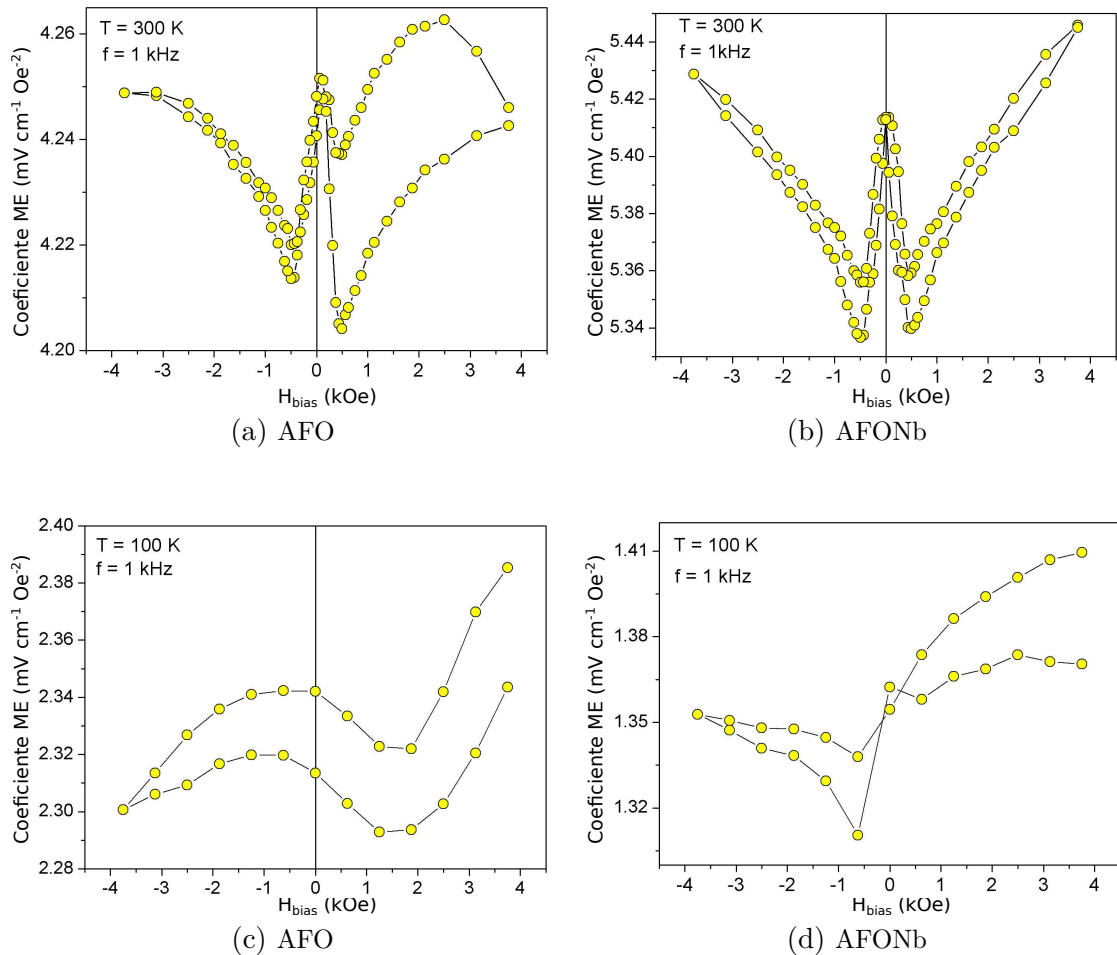 T = 300 K
f = 1 kHz
Coeficiente ME (mV cm⁻¹ Oe⁻²)
4.26
4.24
4.22
4.20
-4 -3 -2 -1 0 1 2 3 4
H_bias (kOe)
(a) AFO
T = 300 K
f = 1kHz
Coeficiente ME (mV cm⁻¹ Oe⁻²)
5.44
5.42
5.40
5.38
5.36
5.34
-4 -3 -2 -1 0 1 2 3 4
H_bias (kOe)
(b) AFONb
T = 100 K
f = 1 kHz
Coeficiente ME (mV cm⁻¹ Oe⁻²)
2.40
2.38
2.36
2.34
2.32
2.30
2.28
-4 -3 -2 -1 0 1 2 3 4
H_bias (kOe)
(c) AFO
T = 100 K
f = 1 kHz
Coeficiente ME (mV cm⁻¹ Oe⁻²)
1.41
1.38
1.35
1.32
-4 -3 -2 -1 0 1 2 3 4
H_bias (kOe)
(d) AFONb